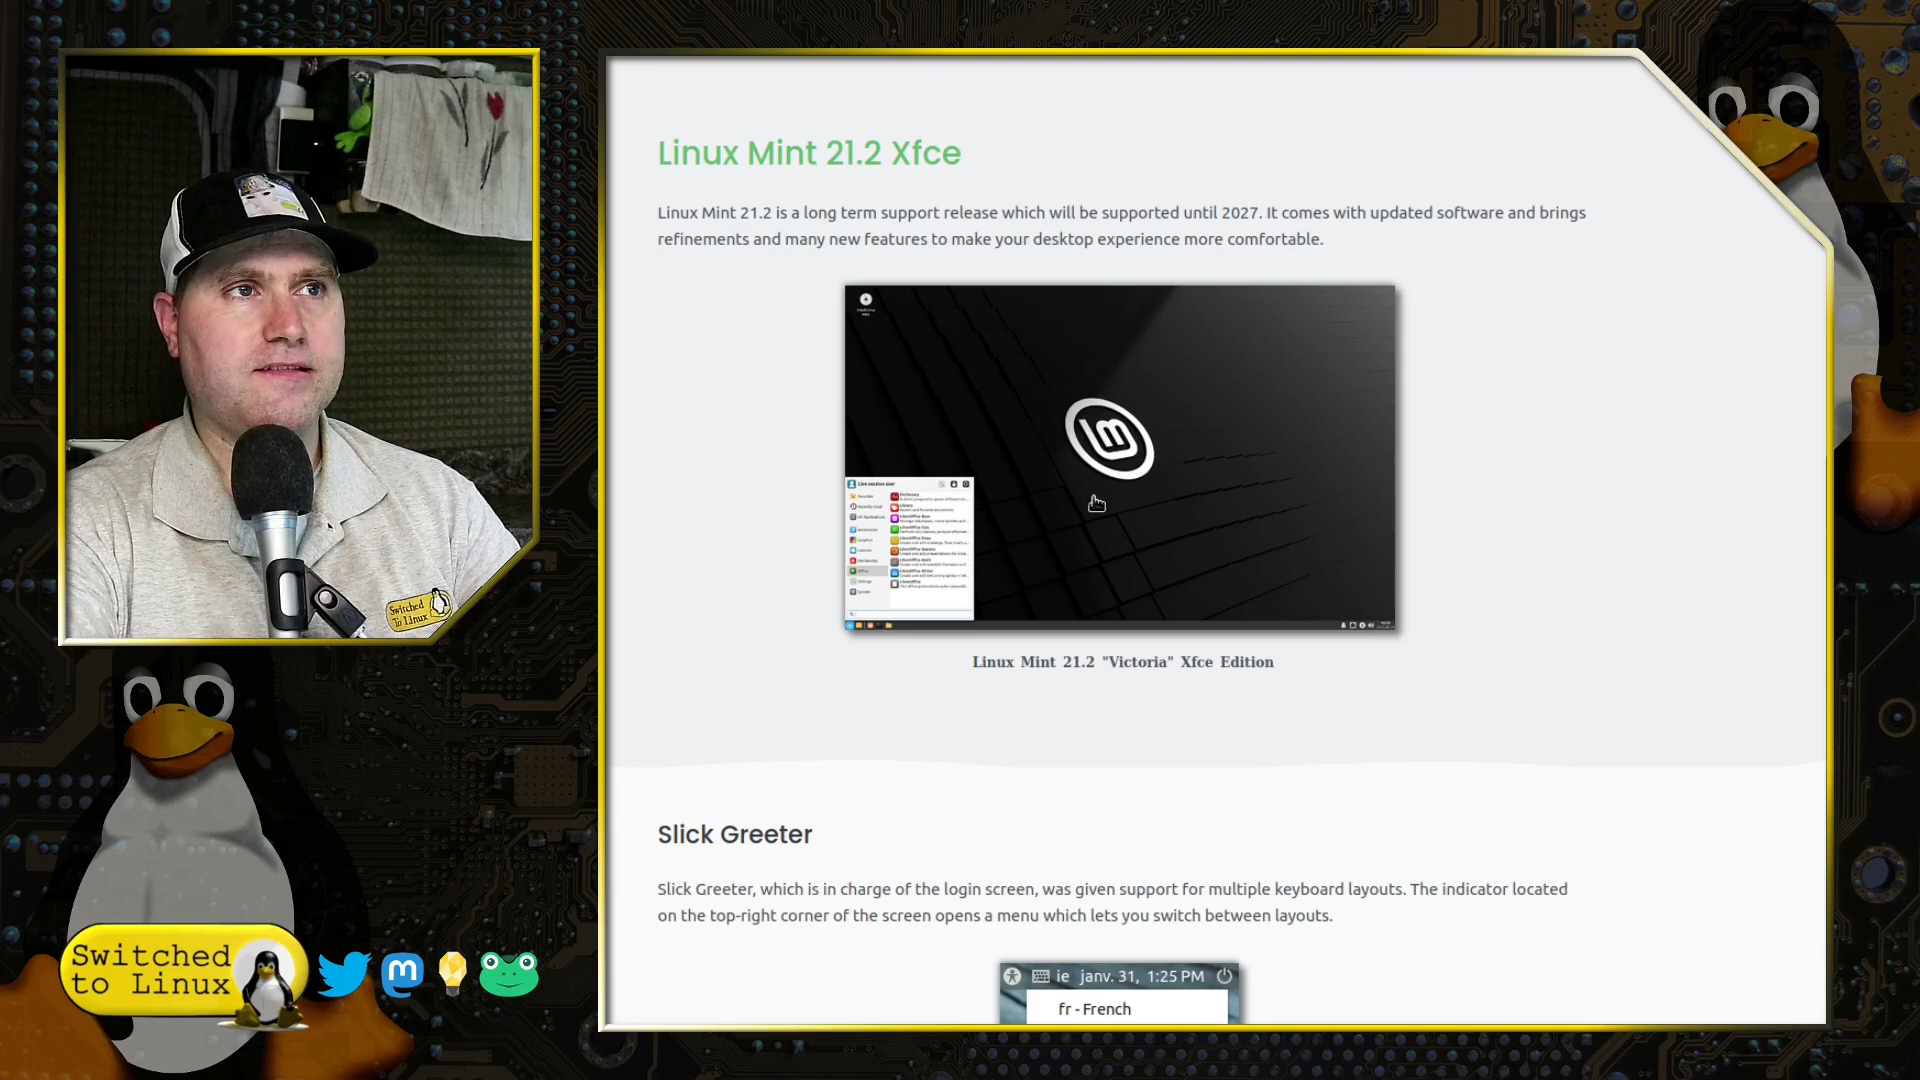 Linux Mint 21.2 Xfce
Linux Mint 21.2 is a long term support release which will be supported until 2027. It comes with updated software and brings
refinements and many new features to make your desktop experience more comfortable.
Live session user
Linux Mint 21.2 "Victoria" Xfce Edition
Slick Greeter
Slick Greeter, which is in charge of the login screen, was given support for multiple keyboard layouts. The indicator located
on the top-right corner of the screen opens a menu which lets you switch between layouts.
ie janv. 31, 1:25 PM
fr - French
Switched
To Linux
Switched
to Linux